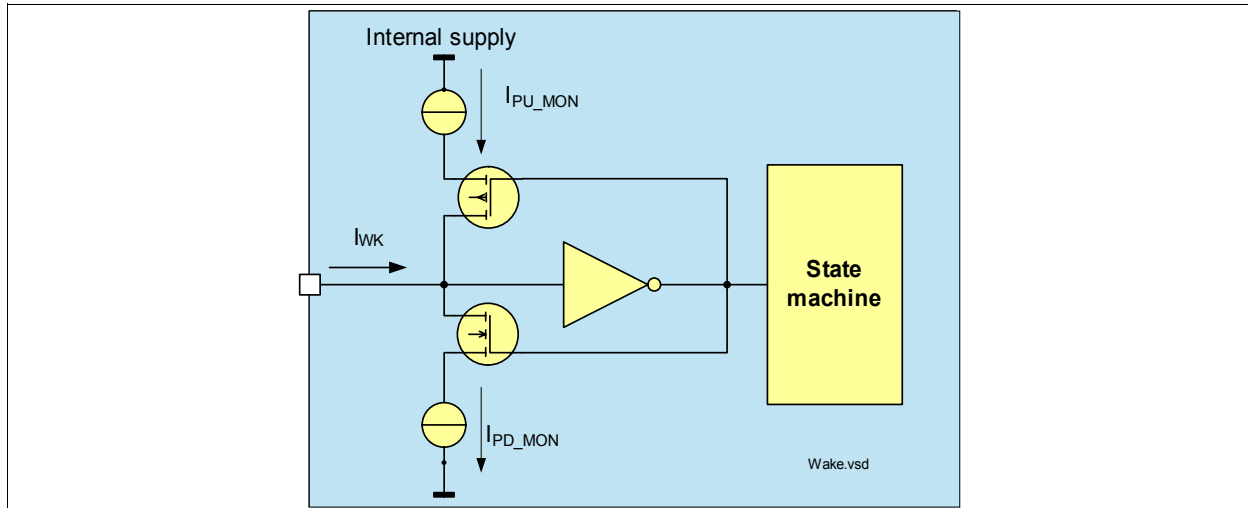 Internal supply
IPU_MON
IWK
State
machine
IPD_MON
Wake.vsd